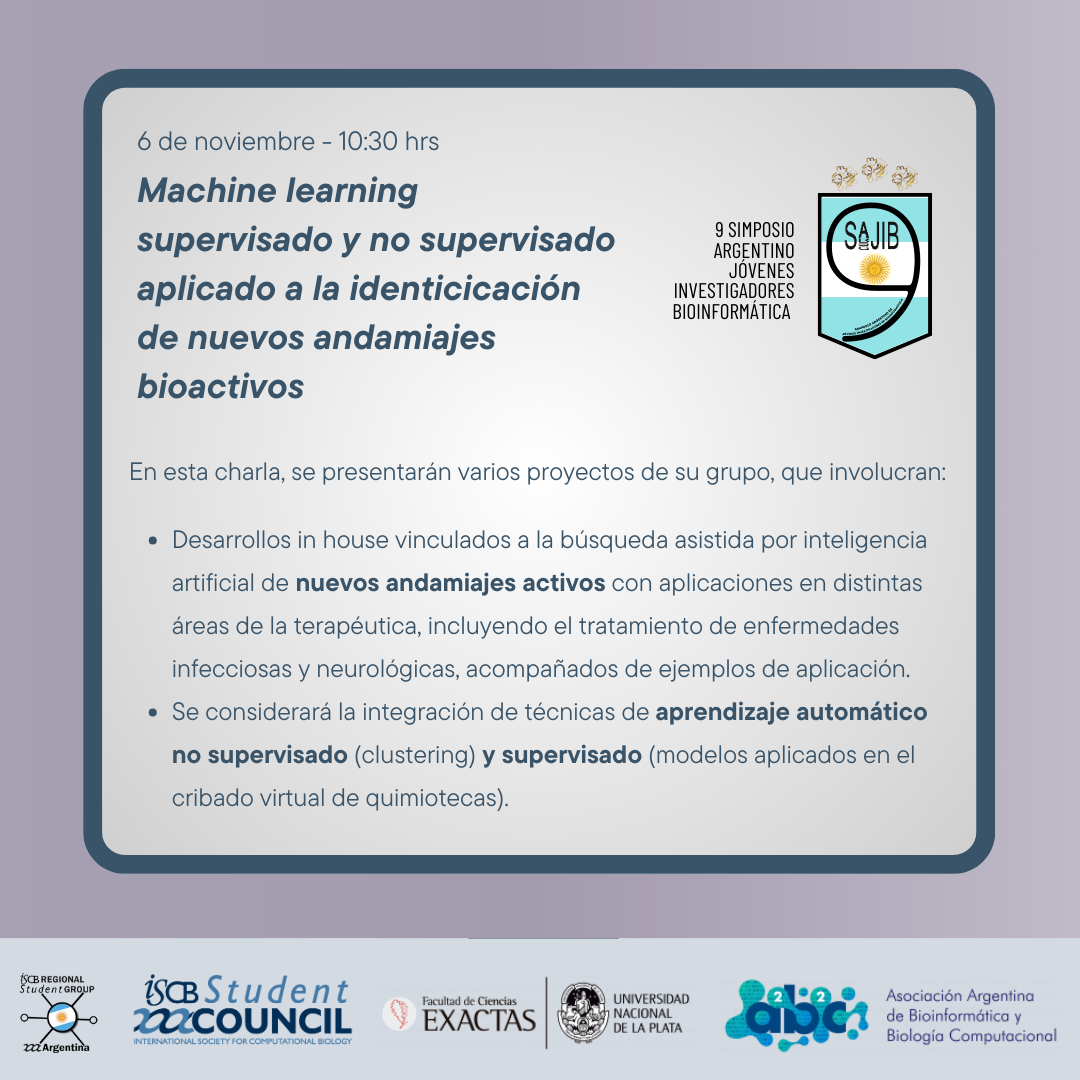 6 de noviembre - 10:30 hrs
Machine learning
supervisado y no supervisado
aplicado a la identicicación
de nuevos andamiajes
bioactivos
9 SIMPOSIO
ARGENTINO
JÓVENES
INVESTIGADORES
BIOINFORMÁTICA
SAJIB
En esta charla, se presentarán varios proyectos de su grupo, que involucran:
• Desarrollos in house vinculados a la búsqueda asistida por inteligencia
artificial de nuevos andamiajes activos con aplicaciones en distintas
áreas de la terapéutica, incluyendo el tratamiento de enfermedades
infecciosas y neurológicas, acompañados de ejemplos de aplicación.
• Se considerará la integración de técnicas de aprendizaje automático
no supervisado (clustering) y supervisado (modelos aplicados en el
cribado virtual de quimiotecas).
iSCB REGIONAL
Student GROUP
Argentina
iSCB Student
COUNCIL
INTERNATIONAL SOCIETY FOR COMPUTATIONAL BIOLOGY
Facultad de Ciencias
EXACTAS
UNIVERSIDAD
NACIONAL
DE LA PLATA
a2b2c
Asociación Argentina
de Bioinformática y
Biología Computacional